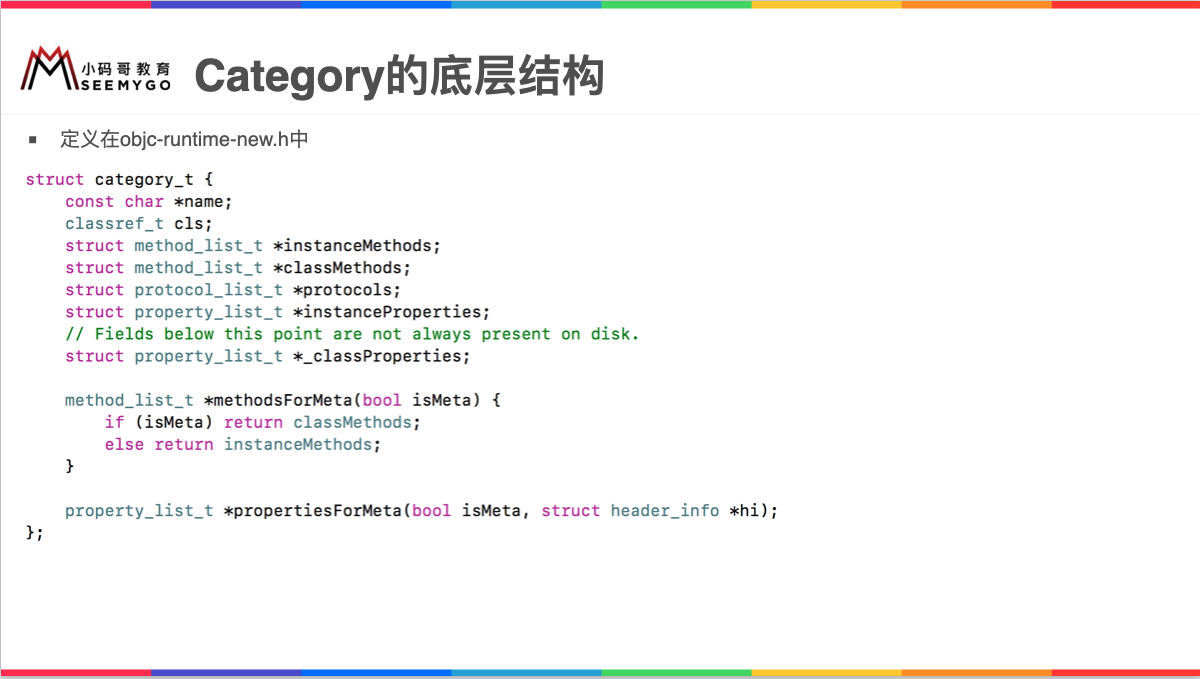 小码哥教育
SEEMYGO
Category的底层结构
▪ 定义在objc-runtime-new.h中
struct category_t {
    const char *name;
    classref_t cls;
    struct method_list_t *instanceMethods;
    struct method_list_t *classMethods;
    struct protocol_list_t *protocols;
    struct property_list_t *instanceProperties;
    // Fields below this point are not always present on disk.
    struct property_list_t *_classProperties;

    method_list_t *methodsForMeta(bool isMeta) {
        if (isMeta) return classMethods;
        else return instanceMethods;
    }

    property_list_t *propertiesForMeta(bool isMeta, struct header_info *hi);
};